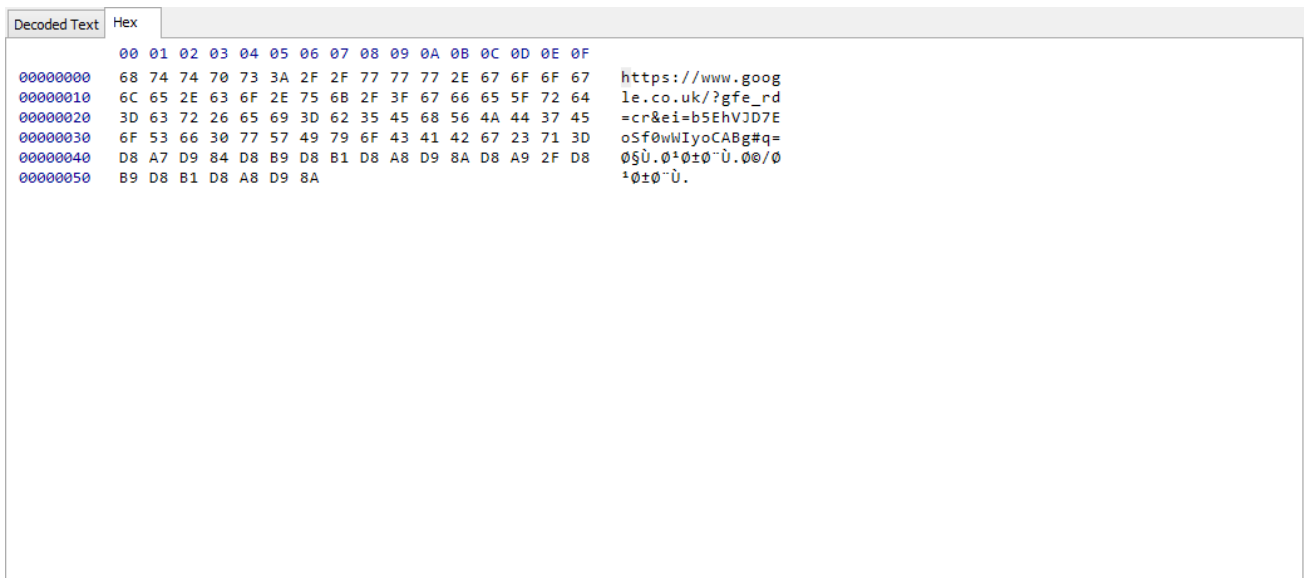 Decoded Text Hex
00 01 02 03 04 05 06 07 08 09 0A 0B 0C 0D 0E 0F
00000000 68 74 74 70 73 3A 2F 2F 77 77 77 2E 67 6F 6F 67 https://www.goog
00000010 6C 65 2E 63 6F 2E 75 6B 2F 3F 67 66 65 5F 72 64 le.co.uk/?gfe_rd
00000020 3D 63 72 26 65 69 3D 62 35 45 68 56 4A 44 37 45 =cr&ei=b5EhVJD7E
00000030 6F 53 66 30 77 57 49 79 6F 43 41 42 67 23 71 3D oSf0wWIyoCABg#q=
00000040 D8 A7 D9 84 D8 B9 D8 B1 D8 A8 D9 8A D8 A9 2F D8 Ø§Ù.Ø¹Ø±Ø¨Ù.Ø©/Ø
00000050 B9 D8 B1 D8 A8 D9 8A ¹Ø±Ø¨Ù.